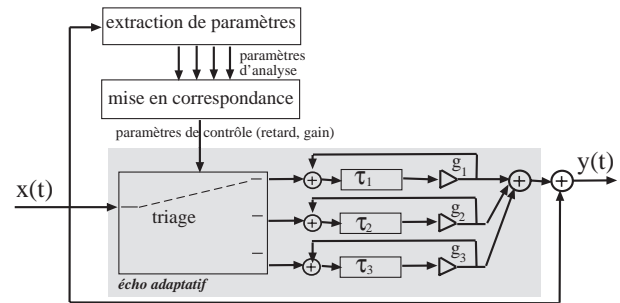 extraction de paramètres
paramètres
d'analyse
mise en correspondance
paramètres de contrôle (retard, gain)
x(t)
y(t)
triage
τ1
g1
τ2
g2
τ3
g3
écho adaptatif